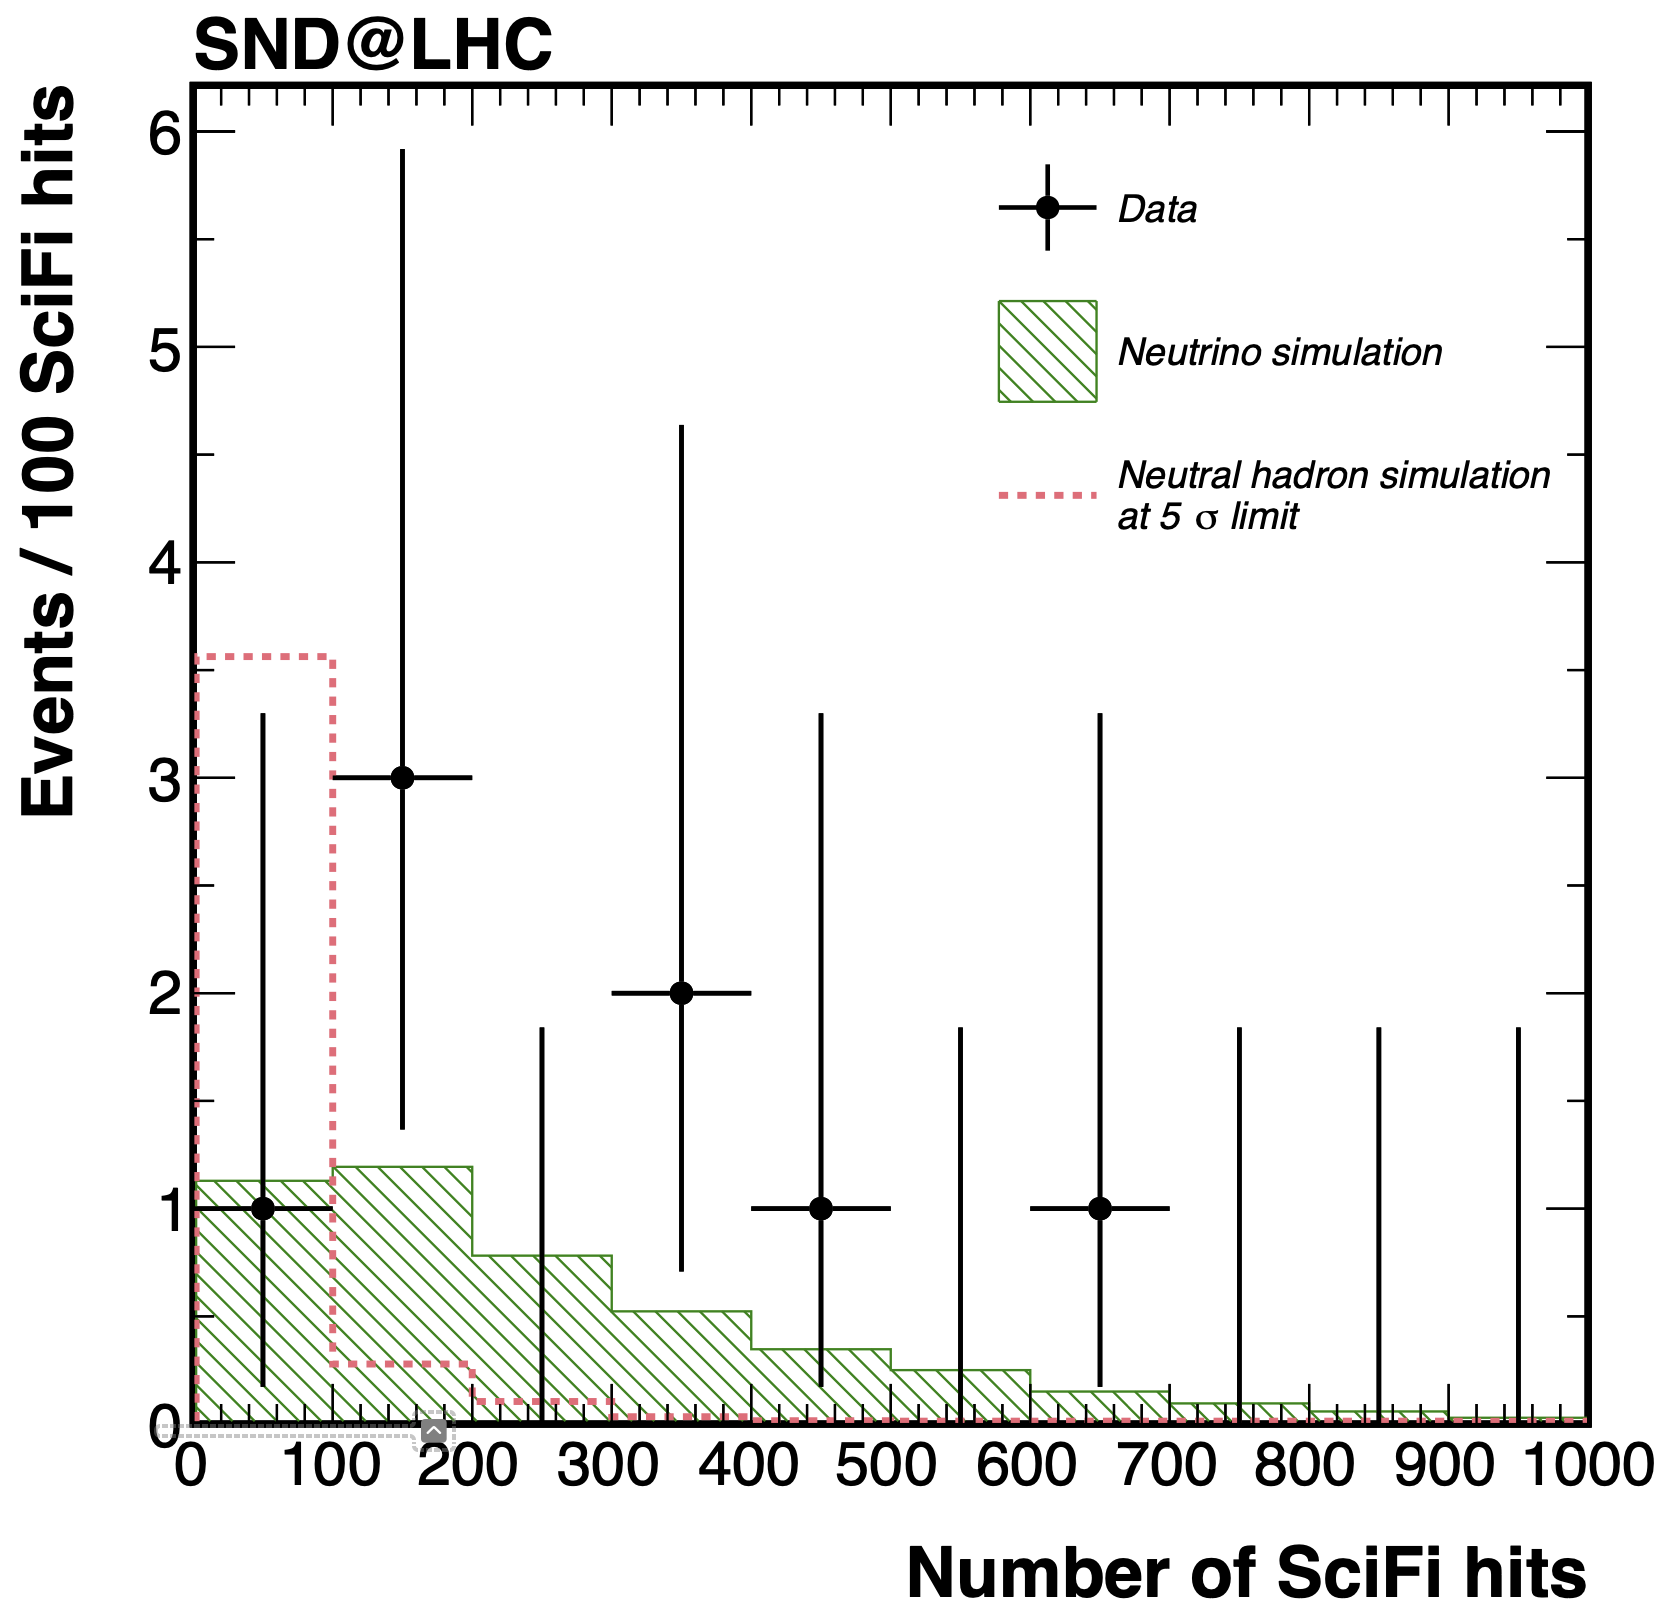 SND@LHC
Events / 100 SciFi hits
6
5
4
3
2
1
0
Data
Neutrino simulation
Neutral hadron simulation
at 5 σ limit
0 100 200 300 400 500 600 700 800 900 1000
Number of SciFi hits